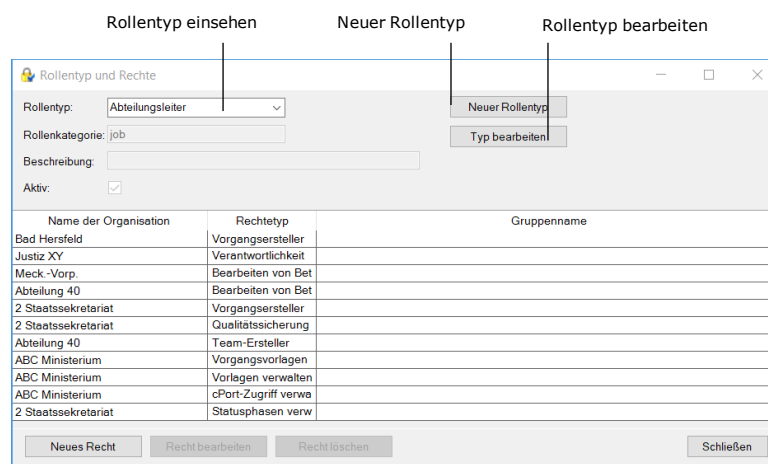 Rollentyp einsehen Neuer Rollentyp Rollentyp bearbeiten
Rollentyp und Rechte
Rollentyp: Abteilungsleiter Neuer Rollentyp
Rollenkategorie: job Typ bearbeiten
Beschreibung:
Aktiv:
Name der Organisation Rechtetyp Gruppenname
Bad Hersfeld Vorgangsersteller
Justiz XY Verantwortlichkeit
Meck.-Vorp. Bearbeiten von Bet
Abteilung 40 Bearbeiten von Bet
2 Staatssekretariat Vorgangsersteller
2 Staatssekretariat Qualitätssicherung
Abteilung 40 Team-Ersteller
ABC Ministerium Vorgangsvorlagen
ABC Ministerium Vorlagen verwalten
ABC Ministerium cPort-Zugriff verwa
2 Staatssekretariat Statusphasen verw
Neues Recht Recht bearbeiten Recht löschen Schließen